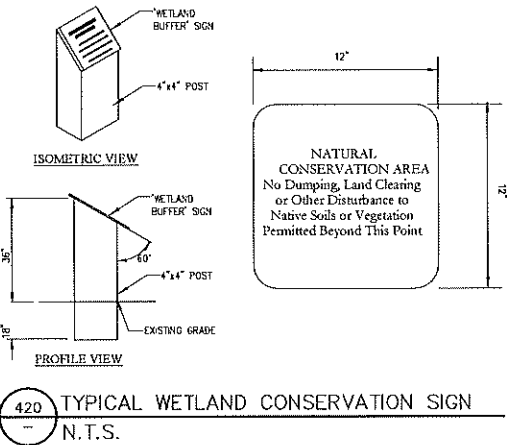 "WETLAND
BUFFER" SIGN
4"x4" POST
ISOMETRIC VIEW
12"
12"
NATURAL
CONSERVATION AREA
No Dumping, Land Clearing
or Other Disturbance to
Native Soils or Vegetation
Permitted Beyond This Point
"WETLAND
BUFFER" SIGN
60°
36"
4"x4" POST
EXISTING GRADE
18"
PROFILE VIEW
420
TYPICAL WETLAND CONSERVATION SIGN
N.T.S.